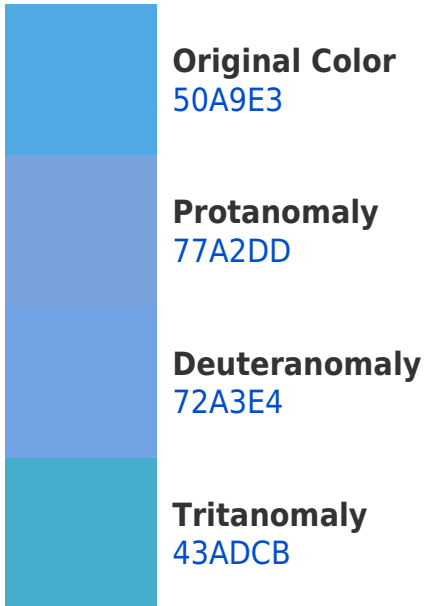 Original Color
50A9E3
Protanomaly
77A2DD
Deuteranomaly
72A3E4
Tritanomaly
43ADCB